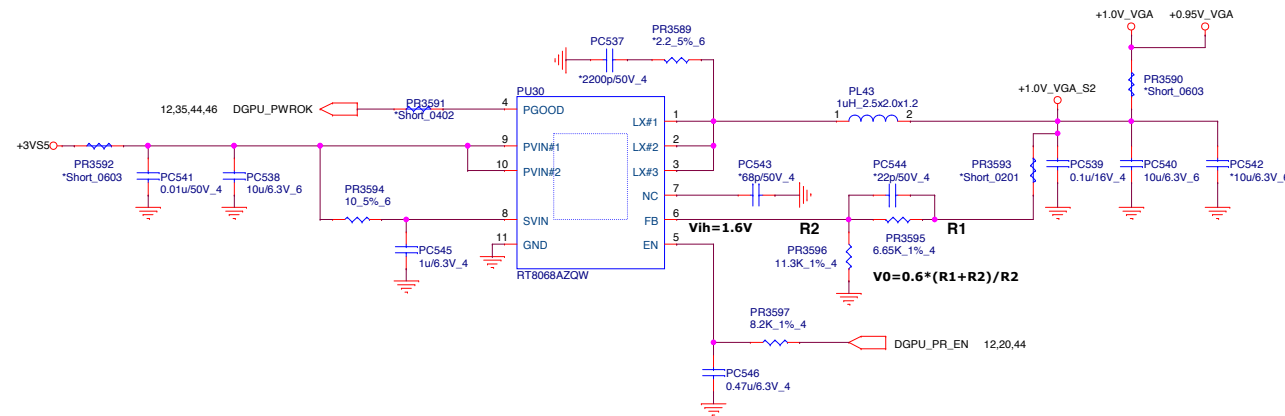 +1.0V_VGA
+0.95V_VGA
PC537
*2200p/50V_4
PR3589
*2.2_5%_6
PR3590
*Short_0603
PU30
PL43
1uH_2.5x2.0x1.2
+1.0V_VGA_S2
12,35,44,46 DGPU_PWROK
PR3591
*Short_0402
4
PGOOD
LX#1
1
1
2
+3VS5
PR3592
*Short_0603
9
PVIN#1
LX#2
2
10
PVIN#2
LX#3
3
PC541
0.01u/50V_4
PC538
10u/6.3V_6
PR3594
10_5%_6
NC
7
PC543
*68p/50V_4
PC544
*22p/50V_4
PR3593
*Short_0201
PC539
0.1u/16V_4
PC540
10u/6.3V_6
PC542
*10u/6.3V_6
8
SVIN
FB
6
Vih=1.6V
R2
R1
PR3595
6.65K_1%_4
11
GND
EN
5
PC545
1u/6.3V_4
PR3596
11.3K_1%_4
RT8068AZQW
V0=0.6*(R1+R2)/R2
PR3597
8.2K_1%_4
DGPU_PR_EN 12,20,44
PC546
0.47u/6.3V_4